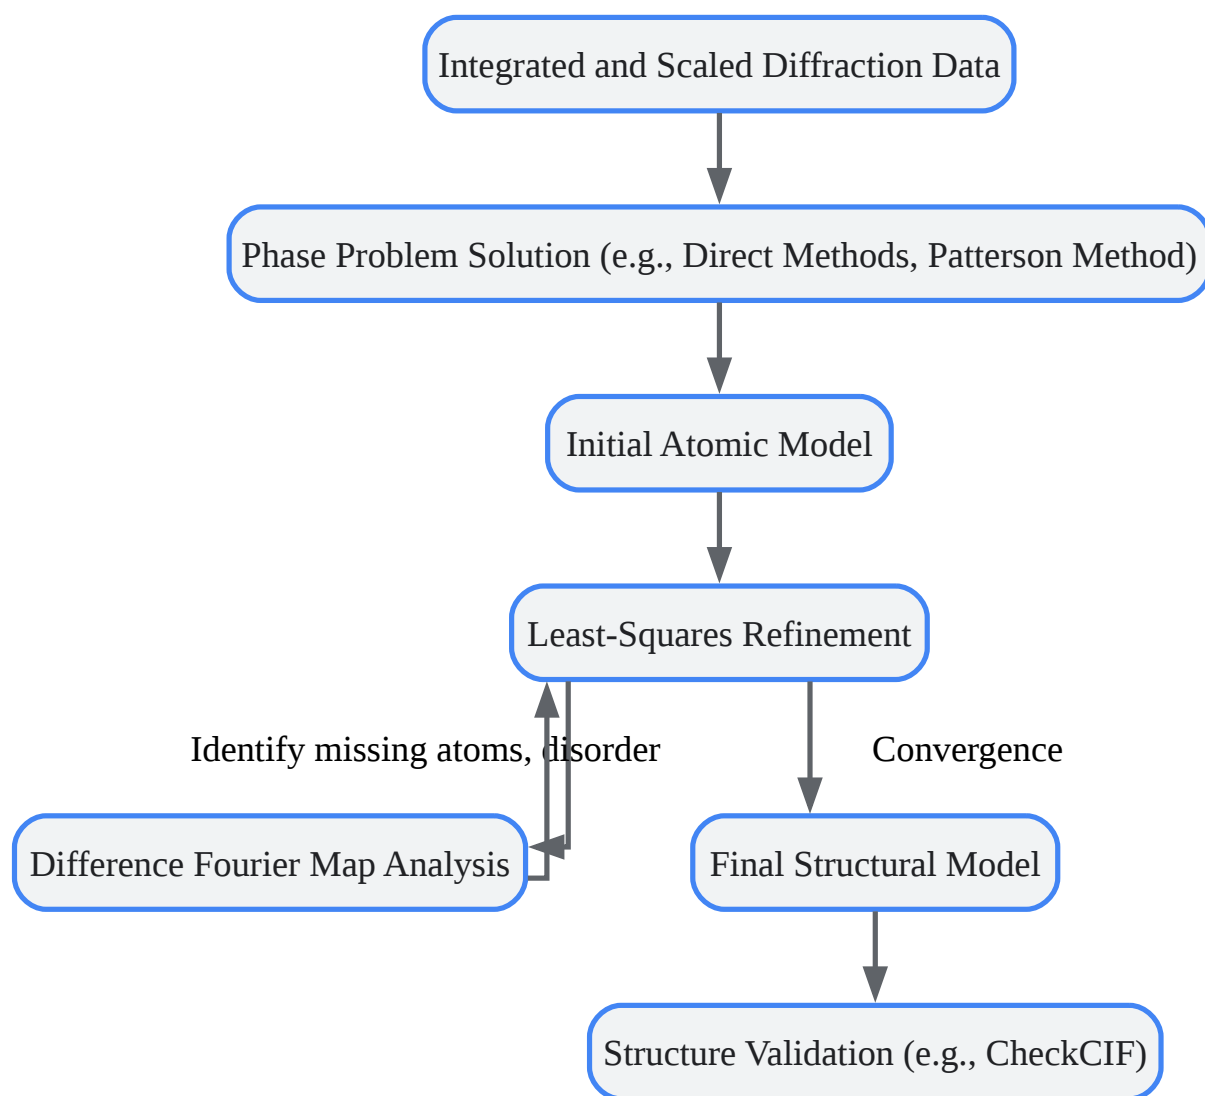 Integrated and Scaled Diffraction Data
Phase Problem Solution (e.g., Direct Methods, Patterson Method)
Initial Atomic Model
Least-Squares Refinement
Identify missing atoms, disorder
Convergence
Difference Fourier Map Analysis
Final Structural Model
Structure Validation (e.g., CheckCIF)